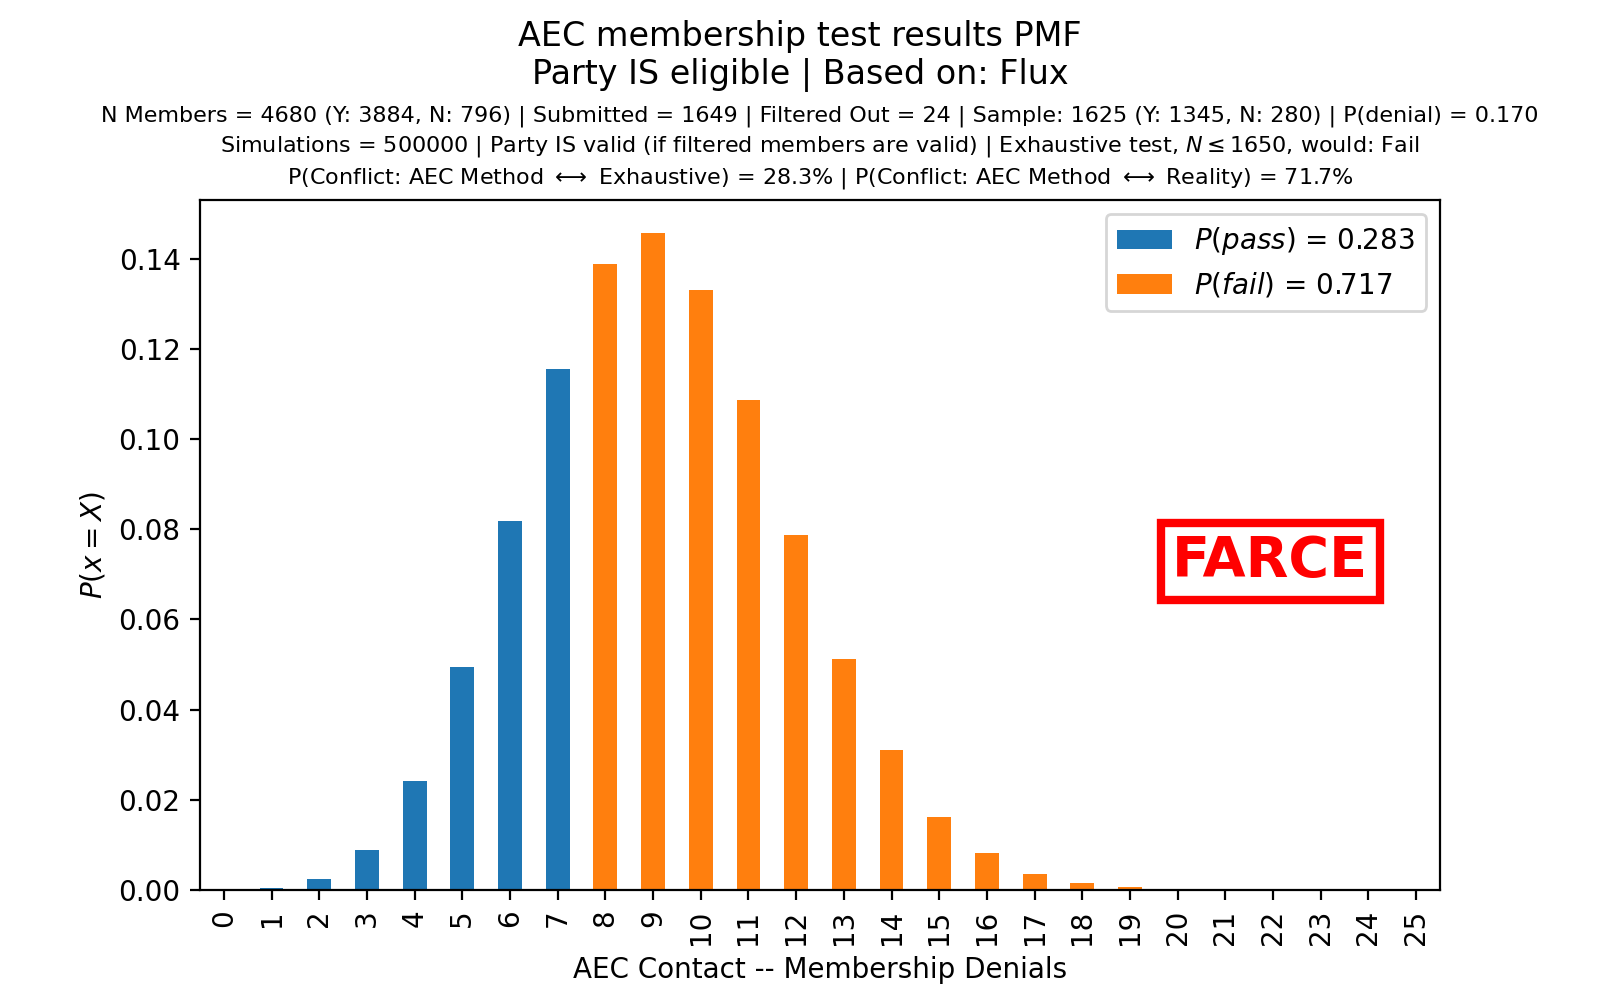 AEC membership test results PMF
Party IS eligible | Based on: Flux
N Members = 4680 (Y: 3884, N: 796) | Submitted = 1649 | Filtered Out = 24 | Sample: 1625 (Y: 1345, N: 280) | P(denial) = 0.170
Simulations = 500000 | Party IS valid (if filtered members are valid) | Exhaustive test, N ≤ 1650, would: Fail
P(Conflict: AEC Method ⟷ Exhaustive) = 28.3% | P(Conflict: AEC Method ⟷ Reality) = 71.7%
P(pass) = 0.283
P(fail) = 0.717
0.14
0.12
0.10
0.08
0.06
0.04
0.02
0.00
P(x = X)
FARCE
0 1 2 3 4 5 6 7 8 9 10 11 12 13 14 15 16 17 18 19 20 21 22 23 24 25
AEC Contact -- Membership Denials